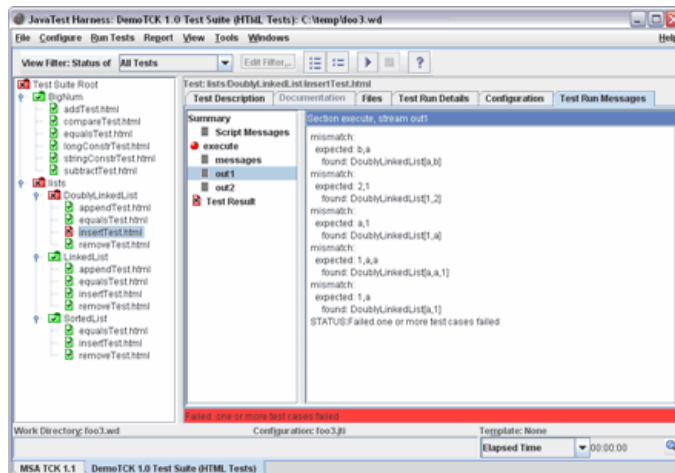 JavaTest Harness: DemoTCK 1.0 Test Suite (HTML Tests): C:\temp\foo3.wd
File Configure Run Tests Report View Tools Windows Help
View Filter: Status of All Tests Edit Filter...
Test Suite Root
BigNum
addTest.html
compareTest.html
equalsTest.html
longConstrTest.html
stringConstrTest.html
subtractTest.html
lists
DoublyLinkedList
appendTest.html
equalsTest.html
insertTest.html
removeTest.html
LinkedList
appendTest.html
equalsTest.html
insertTest.html
removeTest.html
SortedList
equalsTest.html
insertTest.html
removeTest.html
Test: lists/DoublyLinkedList/insertTest.html
Test Description Documentation Files Test Run Details Configuration Test Run Messages
Summary
Script Messages
execute
messages
out1
out2
Test Result
Section execute, stream out1
mismatch:
expected: b,a
found: DoublyLinkedList[a,b]
mismatch:
expected: 2,1
found: DoublyLinkedList[1,2]
mismatch:
expected: a,1
found: DoublyLinkedList[1,a]
mismatch:
expected: 1,a,a
found: DoublyLinkedList[a,a,1]
mismatch:
expected: 1,a
found: DoublyLinkedList[a,1]
STATUS:Failed.one or more test cases failed
Failed. one or more test cases failed
Work Directory: foo3.wd Configuration: foo3.jti Template: None
Elapsed Time 00:00:00
MSA TCK 1.1 DemoTCK 1.0 Test Suite (HTML Tests)